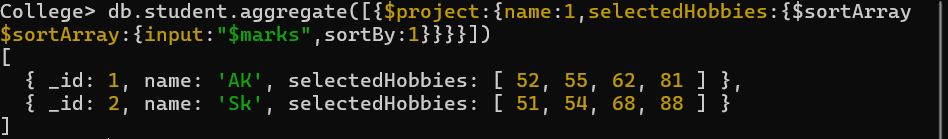 College> db.student.aggregate([{$project:{name:1,selectedHobbies:{$sortArray
$sortArray:{input:"$marks",sortBy:1}}}}])
[
  { _id: 1, name: 'AK', selectedHobbies: [ 52, 55, 62, 81 ] },
  { _id: 2, name: 'Sk', selectedHobbies: [ 51, 54, 68, 88 ] }
]